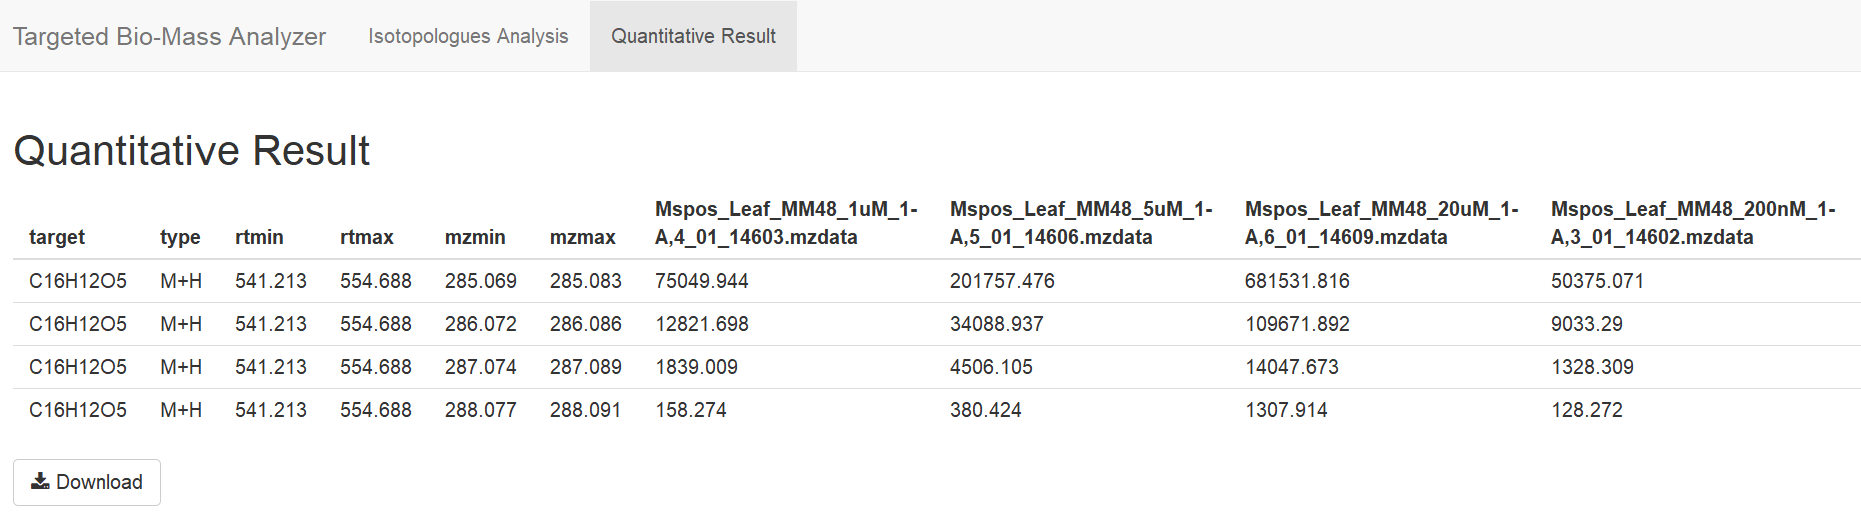 Targeted Bio-Mass Analyzer Isotopologues Analysis Quantitative Result
Quantitative Result
Mspos_Leaf_MM48_1uM_1- Mspos_Leaf_MM48_5uM_1- Mspos_Leaf_MM48_20uM_1- Mspos_Leaf_MM48_200nM_1-
target type rtmin rtmax mzmin mzmax A,4_01_14603.mzdata A,5_01_14606.mzdata A,6_01_14609.mzdata A,3_01_14602.mzdata
C16H12O5 M+H 541.213 554.688 285.069 285.083 75049.944 201757.476 681531.816 50375.071
C16H12O5 M+H 541.213 554.688 286.072 286.086 12821.698 34088.937 109671.892 9033.29
C16H12O5 M+H 541.213 554.688 287.074 287.089 1839.009 4506.105 14047.673 1328.309
C16H12O5 M+H 541.213 554.688 288.077 288.091 158.274 380.424 1307.914 128.272
Download